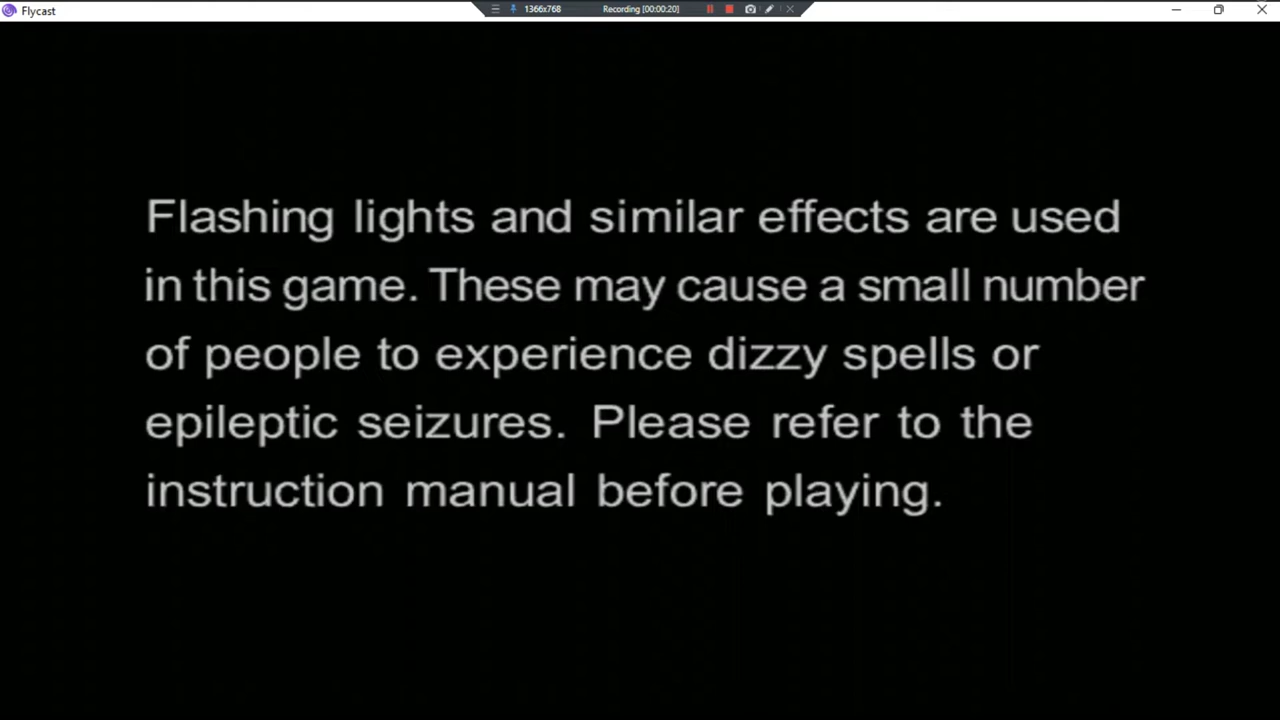 Flycast
1366x768
Recording [00:00:20]
Flashing lights and similar effects are used
in this game. These may cause a small number
of people to experience dizzy spells or
epileptic seizures. Please refer to the
instruction manual before playing.